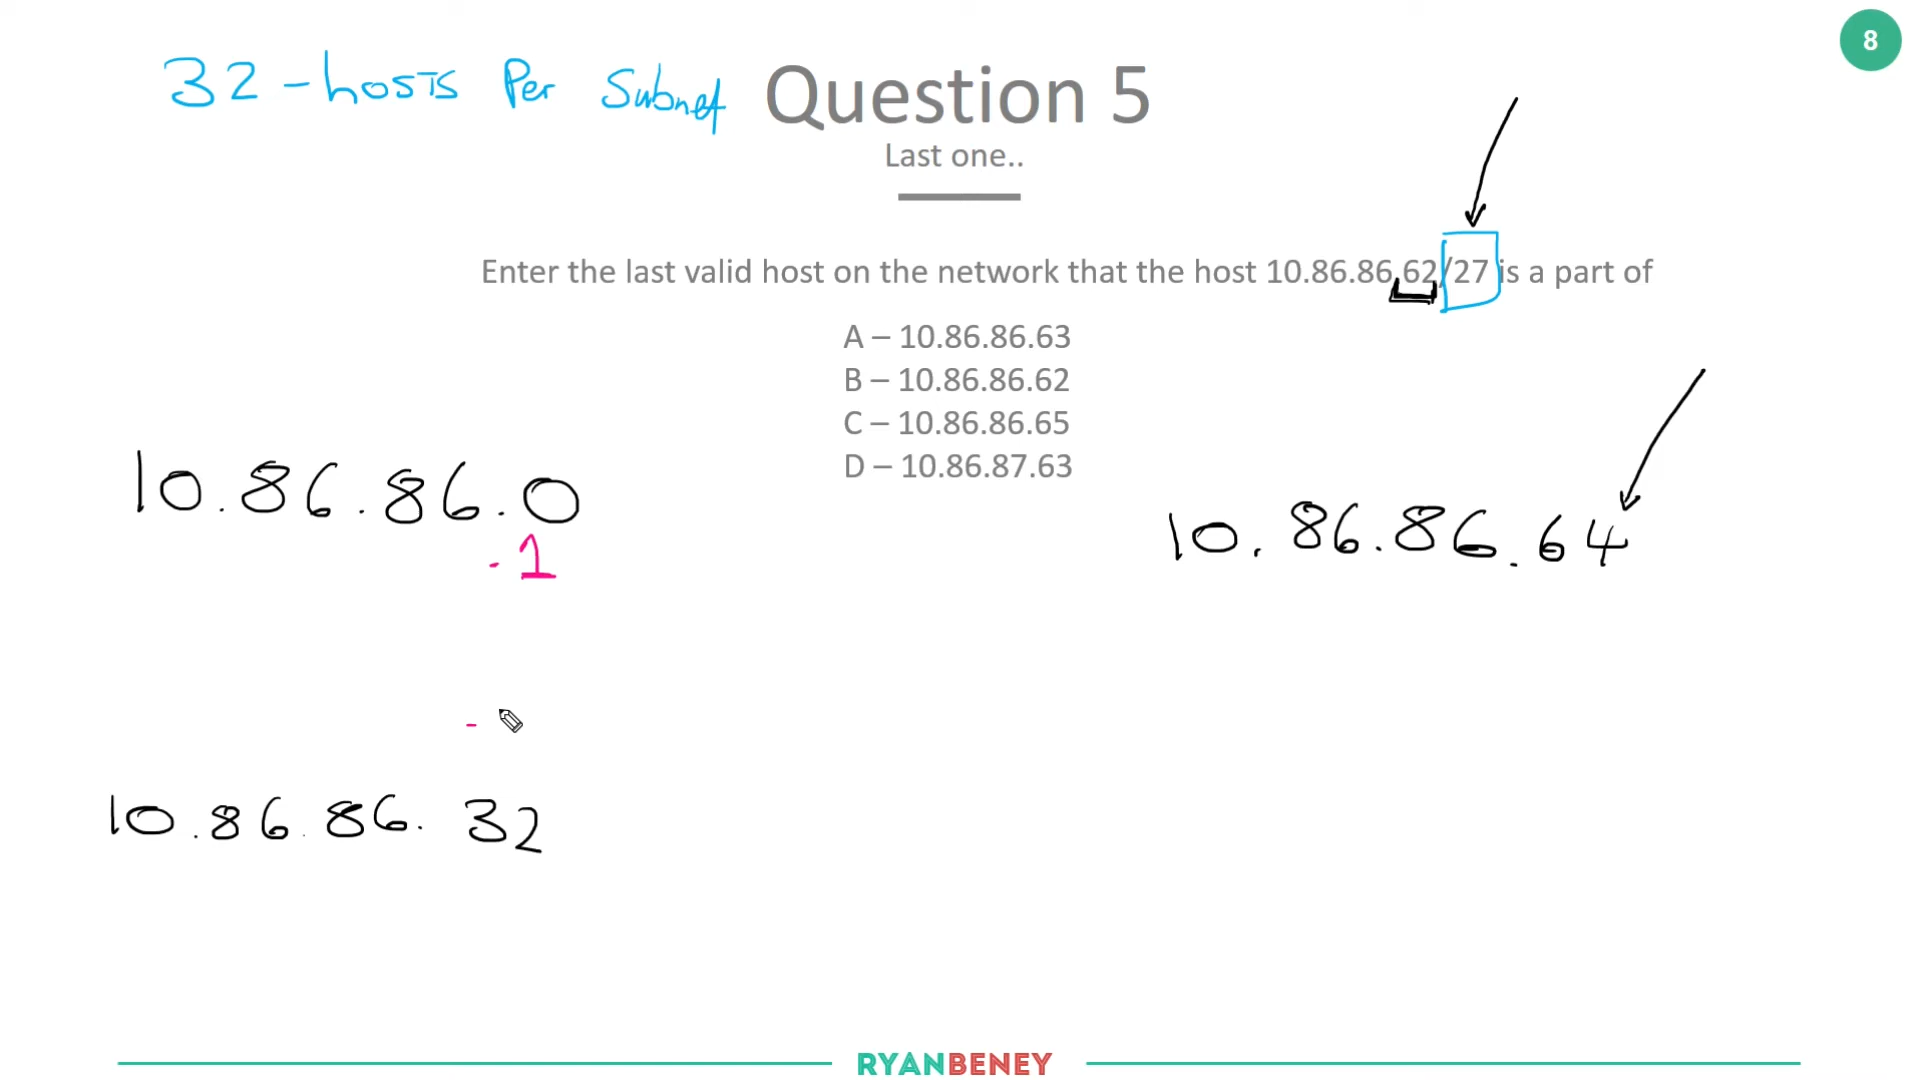 8
32-hosts Per Subnet
Question 5
Last one..
Enter the last valid host on the network that the host 10.86.86.62/27 is a part of
A – 10.86.86.63
B – 10.86.86.62
C – 10.86.86.65
D – 10.86.87.63
10.86.86.0
.1
10.86.86.64
-
10.86.86.32
RYANBENEY